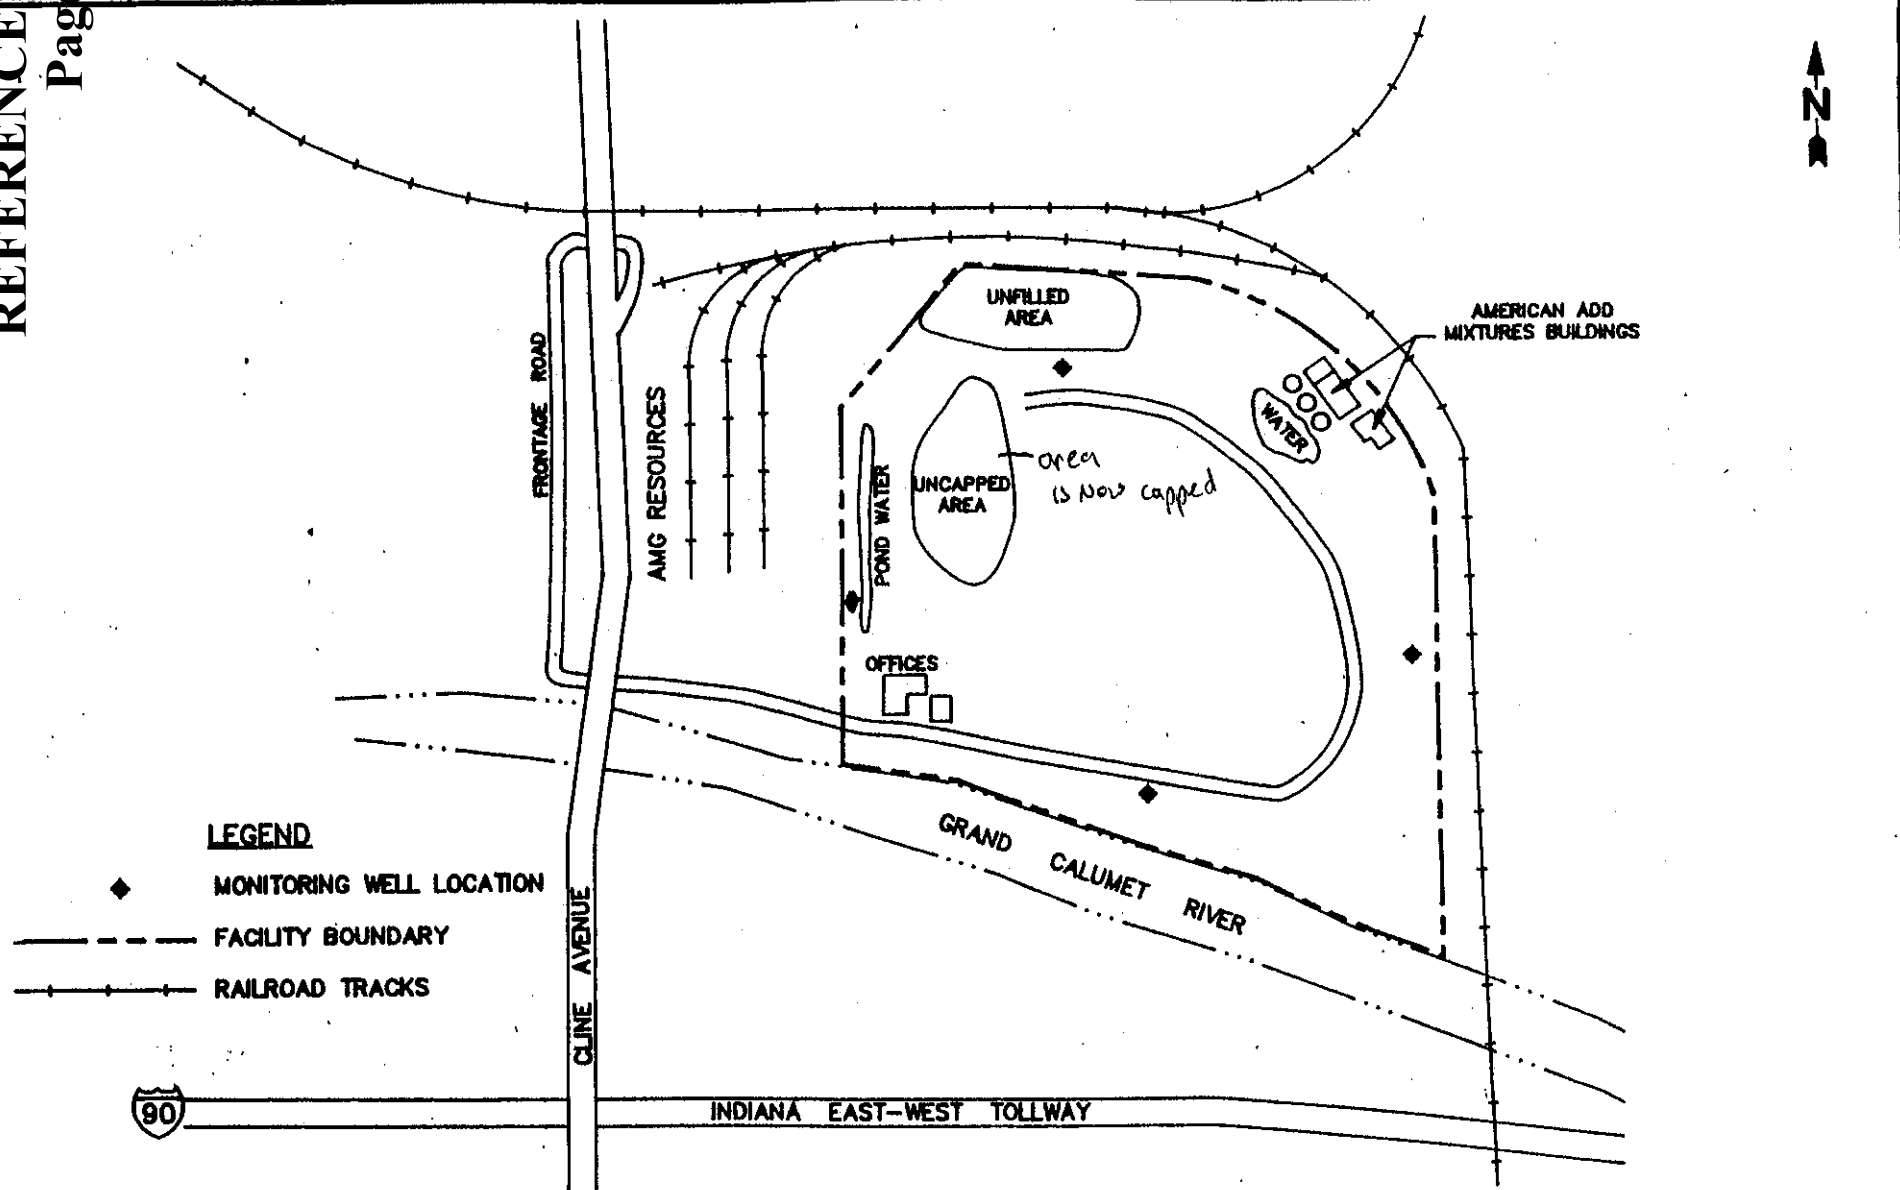 REFERENCE
Pag
N
UNFILLED
AREA
AMERICAN ADD
MIXTURES BUILDINGS
FRONTAGE ROAD
AMG RESOURCES
WATER
area
is Now capped
UNCAPPED
AREA
POND WATER
OFFICES
GRAND CALUMET RIVER
LEGEND
MONITORING WELL LOCATION
FACILITY BOUNDARY
RAILROAD TRACKS
CLINE AVENUE
90
INDIANA EAST-WEST TOLLWAY